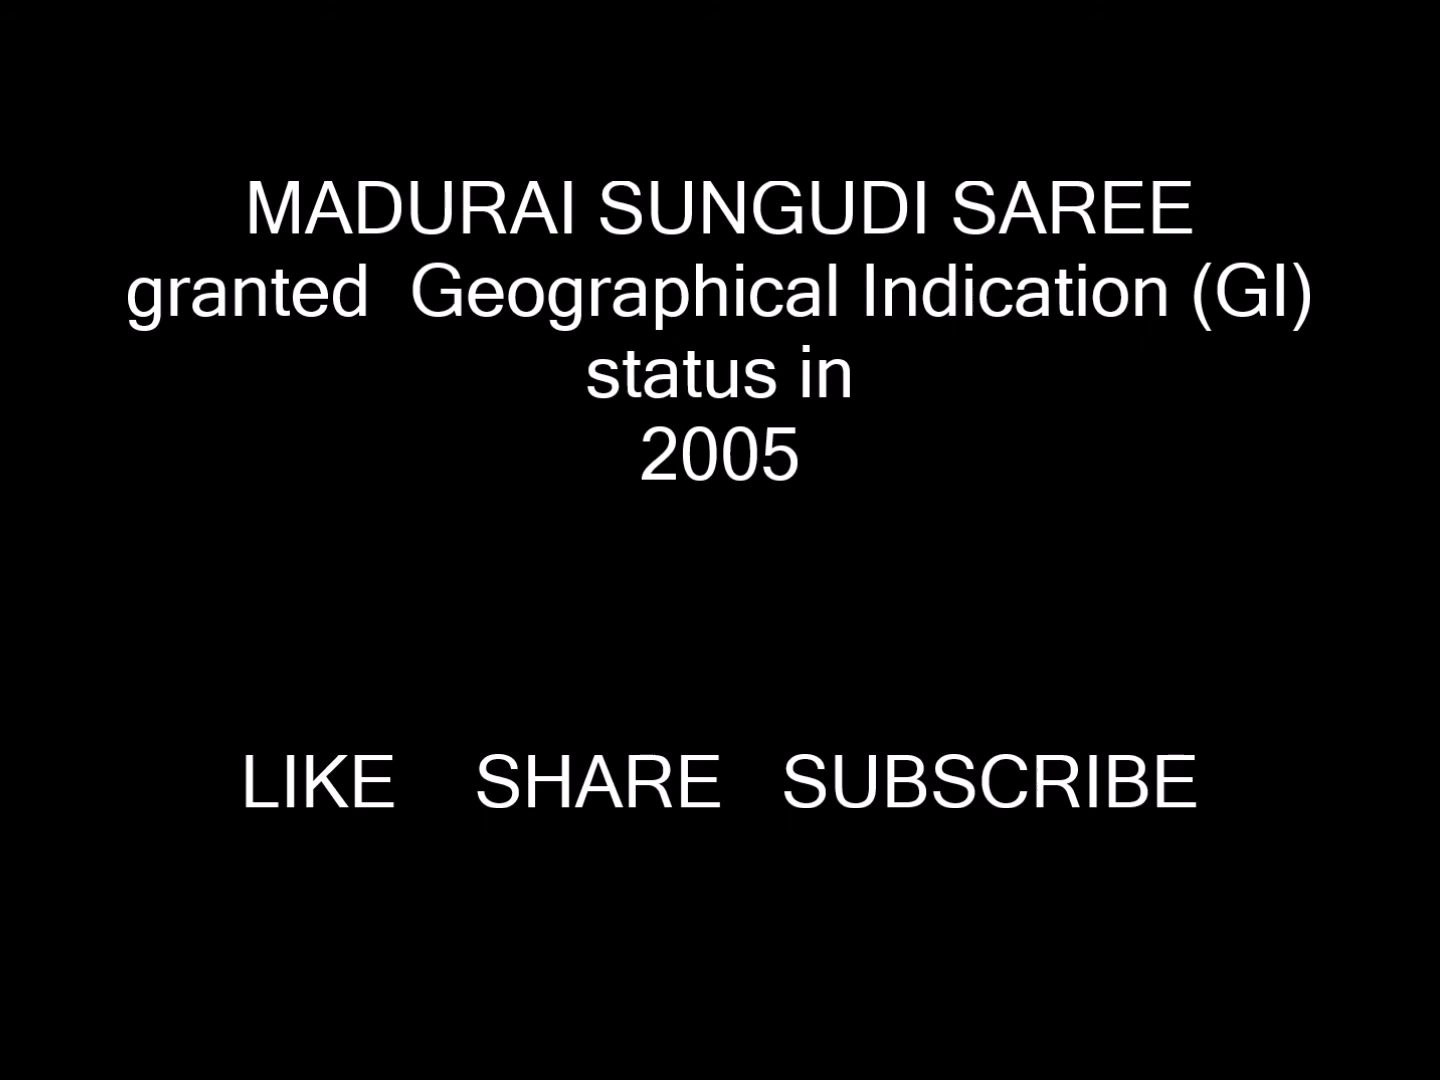 MADURAI SUNGUDI SAREE
granted  Geographical Indication (GI)
status in
2005
LIKE    SHARE   SUBSCRIBE